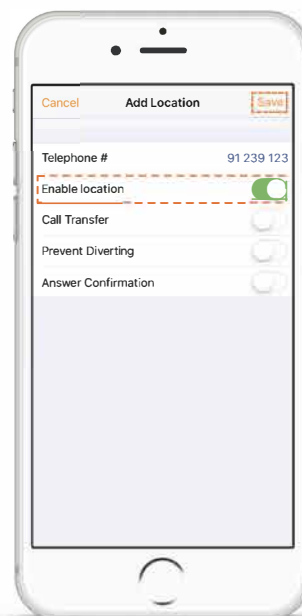 Cancel Add Location Save
Telephone # 91 239 123
Enable location
Call Transfer
Prevent Diverting
Answer Confirmation